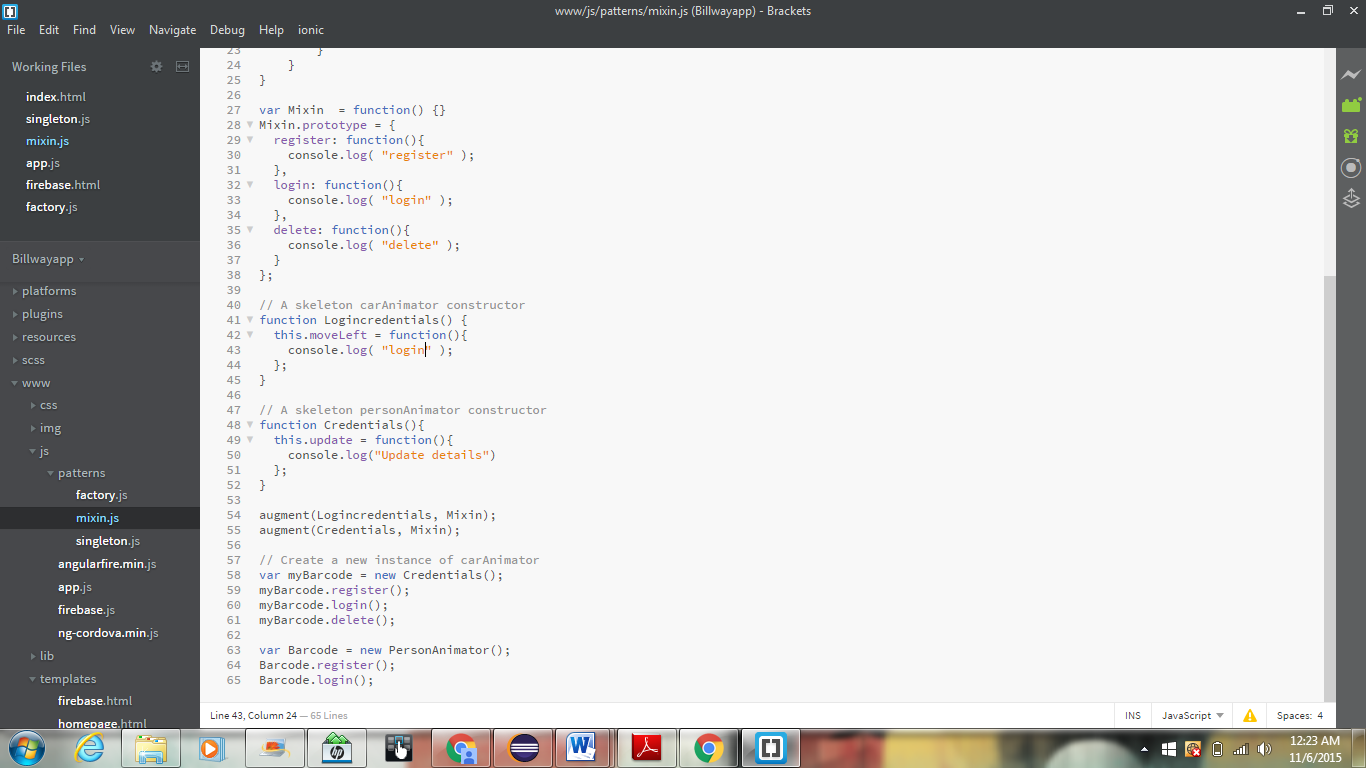 www/js/patterns/mixin.js (Billwayapp) - Brackets
File Edit Find View Navigate Debug Help ionic
Working Files
index.html
singleton.js
mixin.js
app.js
firebase.html
factory.js
Billwayapp
platforms
plugins
resources
scss
www
css
img
js
patterns
factory.js
mixin.js
singleton.js
angularfire.min.js
app.js
firebase.js
ng-cordova.min.js
lib
templates
firebase.html
homepage.html
23 }
24 }
25 }
26
27 var Mixin  = function() {}
28 Mixin.prototype = {
29 register: function(){
30 console.log( "register" );
31 },
32 login: function(){
33 console.log( "login" );
34 },
35 delete: function(){
36 console.log( "delete" );
37 }
38 };
39
40 // A skeleton carAnimator constructor
41 function Logincredentials() {
42 this.moveLeft = function(){
43 console.log( "login" );
44 };
45 }
46
47 // A skeleton personAnimator constructor
48 function Credentials(){
49 this.update = function(){
50 console.log("Update details")
51 };
52 }
53
54 augment(Logincredentials, Mixin);
55 augment(Credentials, Mixin);
56
57 // Create a new instance of carAnimator
58 var myBarcode = new Credentials();
59 myBarcode.register();
60 myBarcode.login();
61 myBarcode.delete();
62
63 var Barcode = new PersonAnimator();
64 Barcode.register();
65 Barcode.login();
Line 43, Column 24 — 65 Lines
INS JavaScript Spaces: 4
hp
12:23 AM
11/6/2015